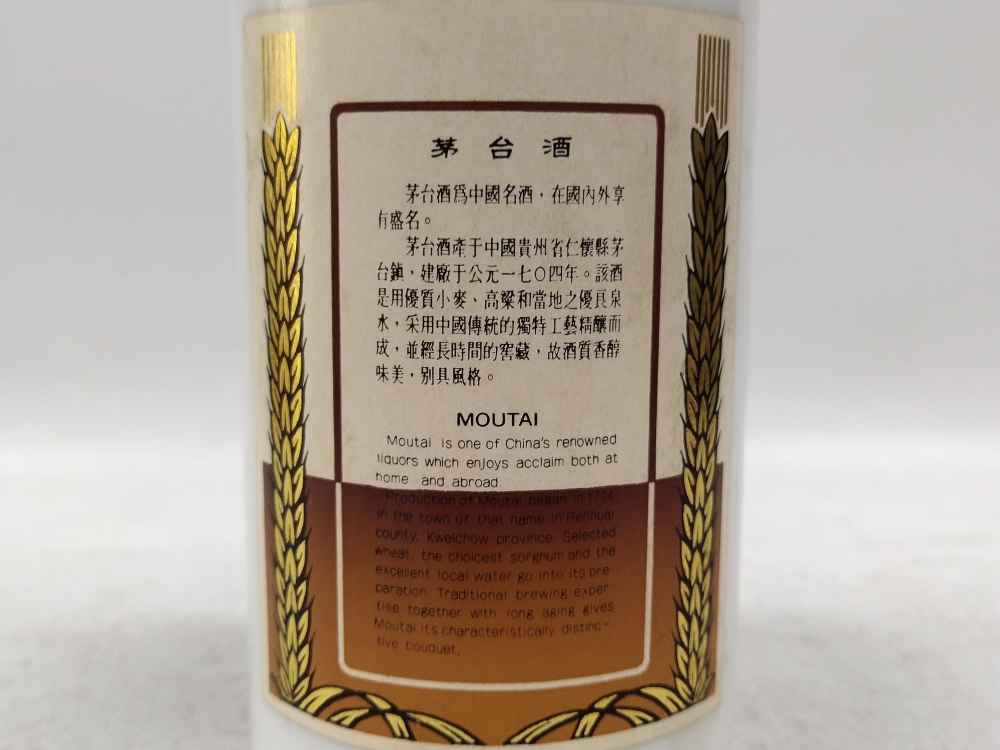 茅台酒
茅台酒爲中國名酒，在國內外享
有盛名。
茅台酒產于中國貴州省仁懷縣茅
台鎮，建廠于公元一七〇四年。該酒
是用優質小麥、高粱和當地之優良泉
水，采用中國傳統的獨特工藝精釀而
成，並經長時間的窖藏，故酒質香醇
味美，別具風格。
MOUTAI
Moutai is one of China's renowned
liquors which enjoys acclaim both at
home and abroad.
Production of Moutai began in 1704
in the town of that name in Renhuai
county, Kweichow province. Selected
wheat, the choicest sorghum and the
excellent local water go into its pre
paration. Traditional brewing exper
tise together with long aging gives
Moutai its characteristically distinc-
tive bouquet.